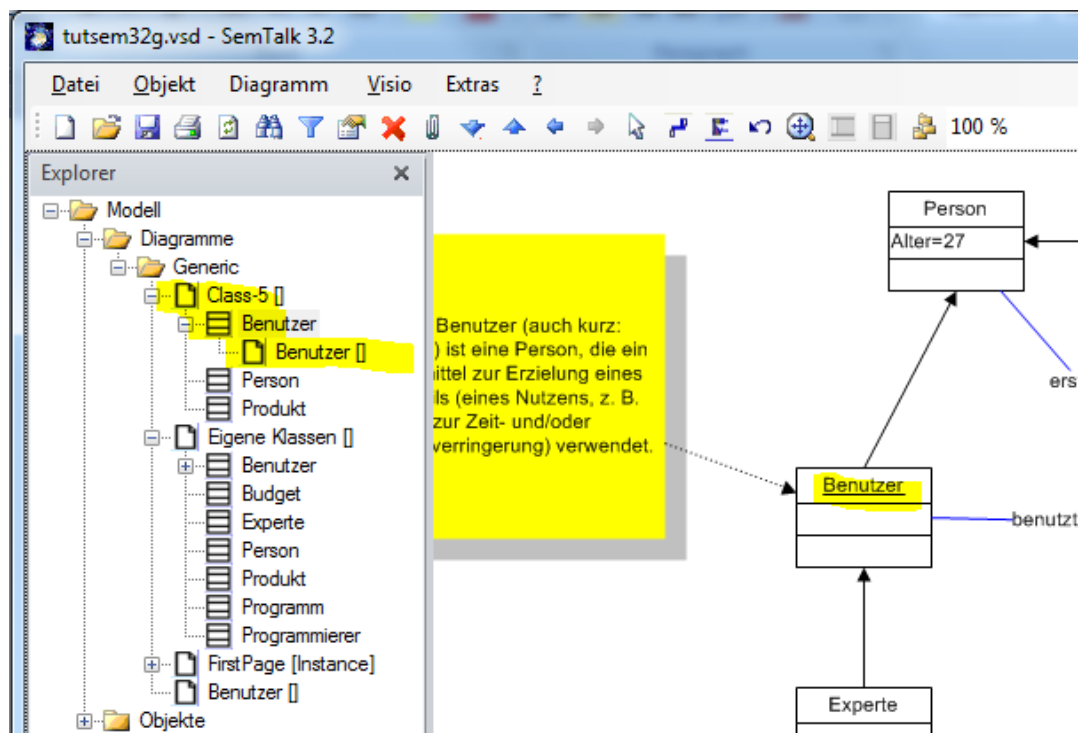 tutsem32g.vsd - SemTalk 3.2
Datei Objekt Diagramm Visio Extras ?
100 %
Explorer
Modell
Diagramme
Generic
Class-5 []
Benutzer
Benutzer []
Person
Produkt
Eigene Klassen []
Benutzer
Budget
Experte
Person
Produkt
Programm
Programmierer
FirstPage [Instance]
Benutzer []
Objekte
Benutzer (auch kurz:
) ist eine Person, die ein
ittel zur Erzielung eines
ls (eines Nutzens, z. B.
zur Zeit- und/oder
verringerung) verwendet.
Person
Alter=27
ers
Benutzer
benutzt
Experte